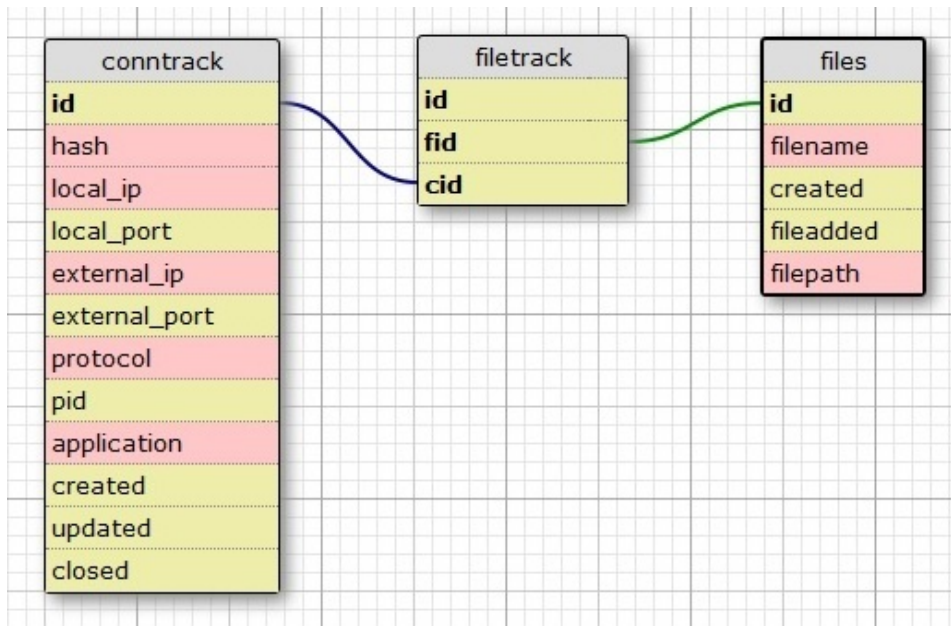 conntrack
id
hash
local_ip
local_port
external_ip
external_port
protocol
pid
application
created
updated
closed
filetrack
id
fid
cid
files
id
filename
created
fileadded
filepath